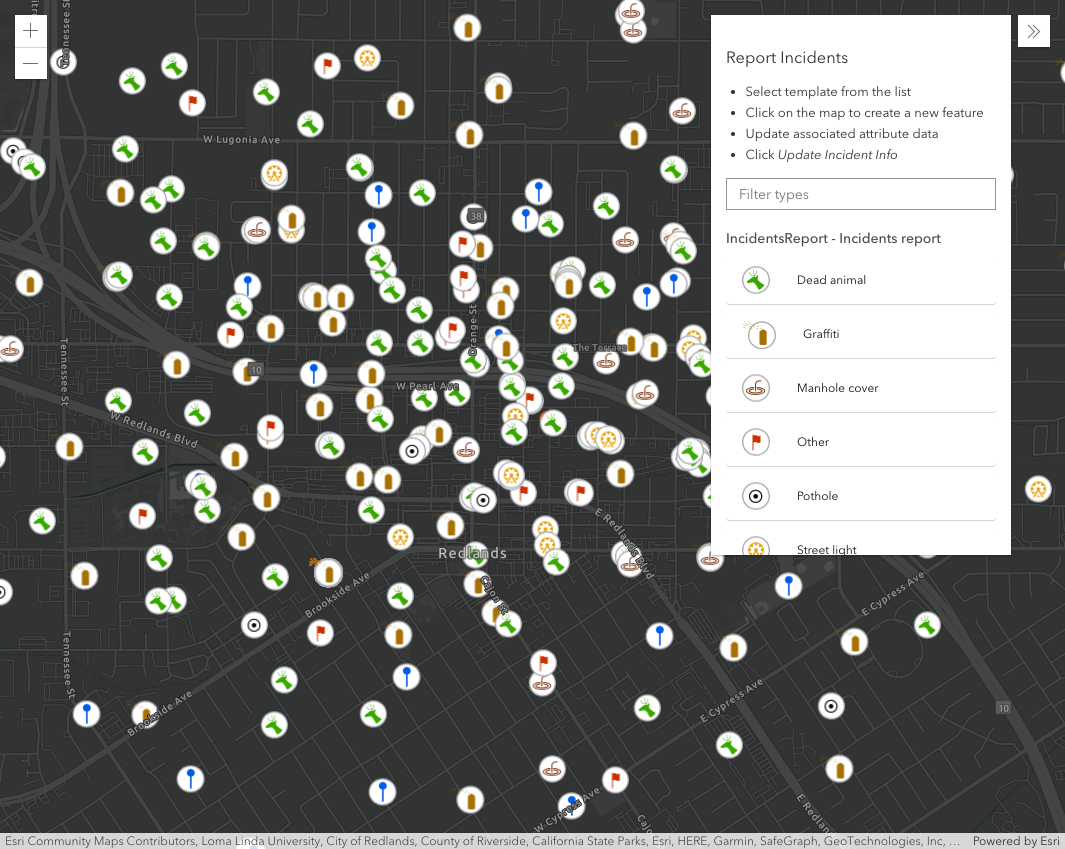 +
Tennessee St
Report Incidents
Select template from the list
Click on the map to create a new feature
Update associated attribute data
Click Update Incident Info
Filter types
IncidentsReport - Incidents report
Dead animal
Graffiti
Manhole cover
Other
Pothole
Street light
W Lugonia Ave
38
Orange St
The Terrace
Tennessee St
10
W Pearl Ave
W Redlands Blvd
E Redlands Blvd
Redlands
Brookside Ave
Cajon St
E Cypress Ave
Tennessee St
Brookside Ave
E Cypress Ave
10
W Cypress Ave
E Redlan
Cajo
Esri Community Maps Contributors, Loma Linda University, City of Redlands, County of Riverside, California State Parks, Esri, HERE, Garmin, SafeGraph, GeoTechnologies, Inc, … Powered by Esri